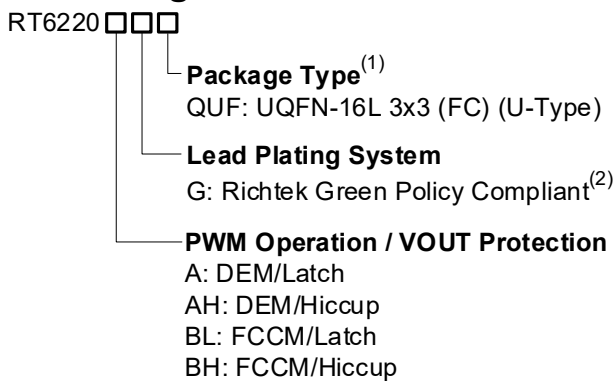 RT6220□□□
Package Type(1)
QUF: UQFN-16L 3x3 (FC) (U-Type)
Lead Plating System
G: Richtek Green Policy Compliant(2)
PWM Operation / VOUT Protection
A: DEM/Latch
AH: DEM/Hiccup
BL: FCCM/Latch
BH: FCCM/Hiccup